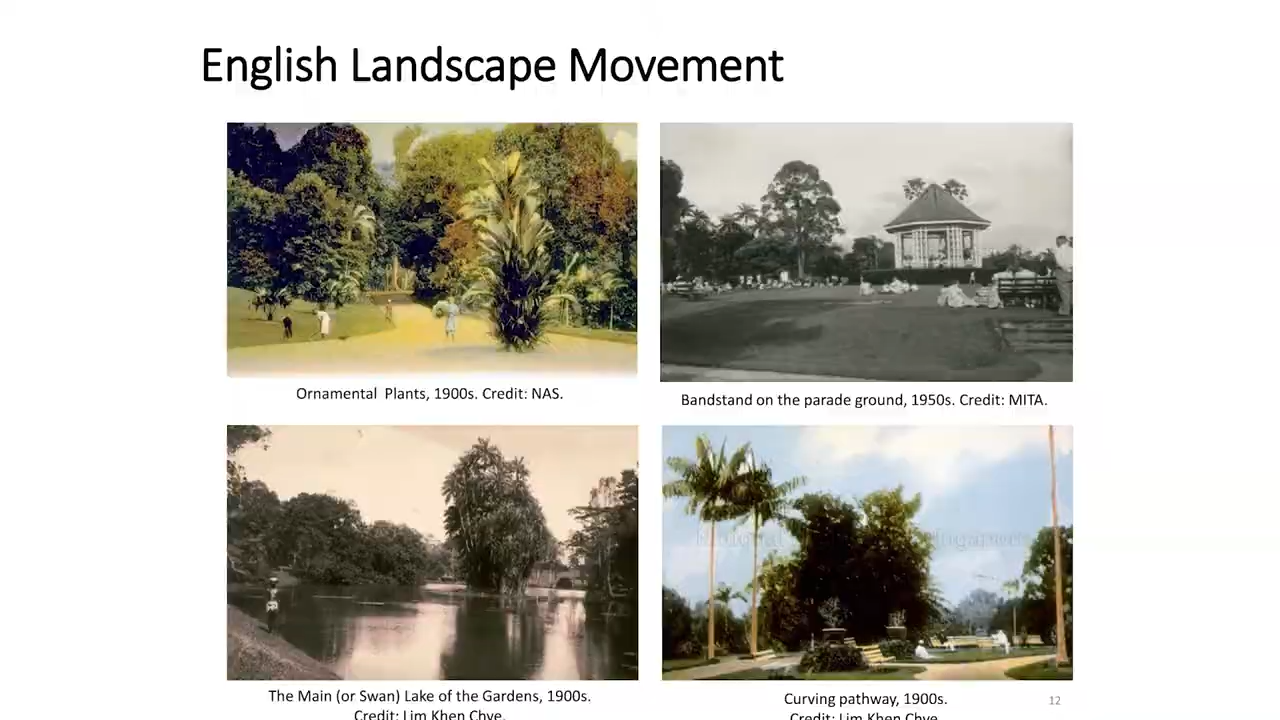 English Landscape Movement
Ornamental Plants, 1900s. Credit: NAS.
Bandstand on the parade ground, 1950s. Credit: MITA.
The Main (or Swan) Lake of the Gardens, 1900s.
Credit: Lim Khen Chye.
Curving pathway, 1900s.
Credit: Lim Khen Chye
12